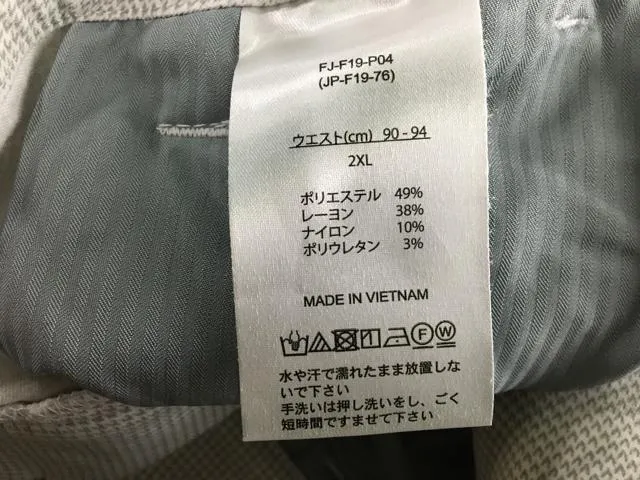 FJ-F19-P04
(JP-F19-76)
ウエスト(cm) 90 - 94
2XL
ポリエステル 49%
レーヨン 38%
ナイロン 10%
ポリウレタン 3%
MADE IN VIETNAM
F W
水や汗で濡れたまま放置しな
いで下さい
手洗いは押し洗いをし、ごく
短時間ですませて下さい